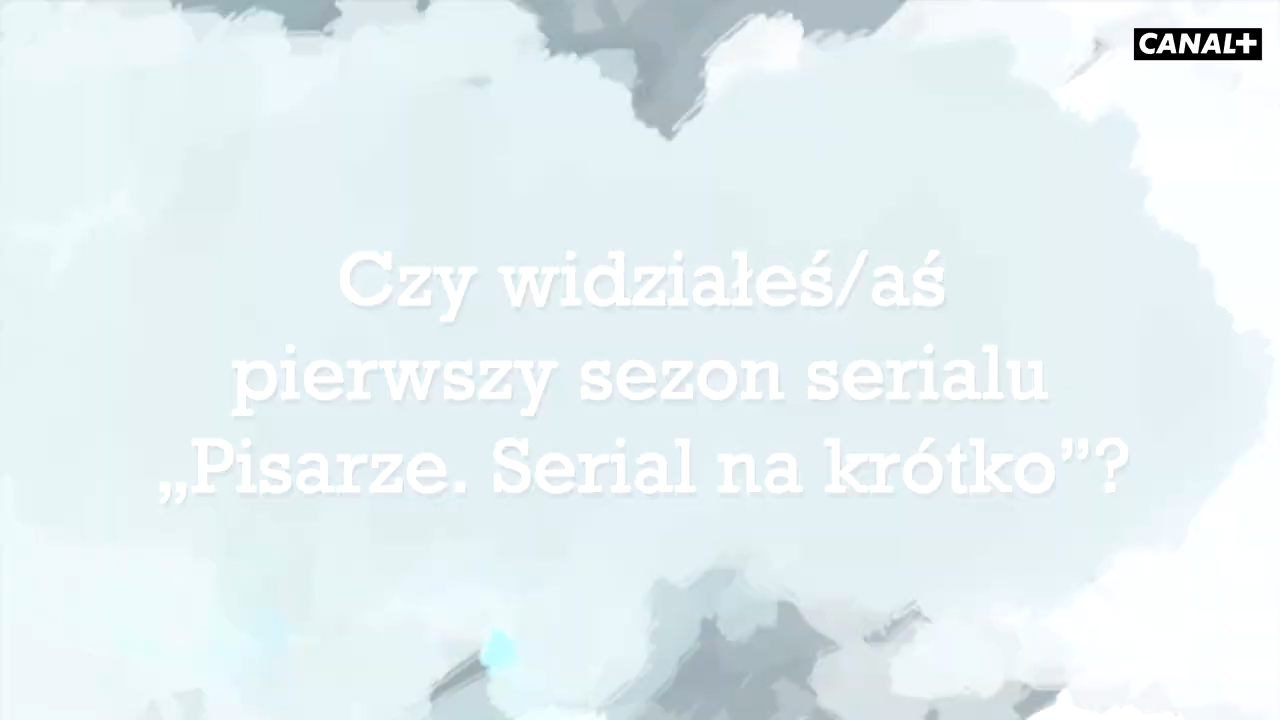 CANAL+
Czy widziałeś/aś
pierwszy sezon serialu
„Pisarze. Serial na krótko”?